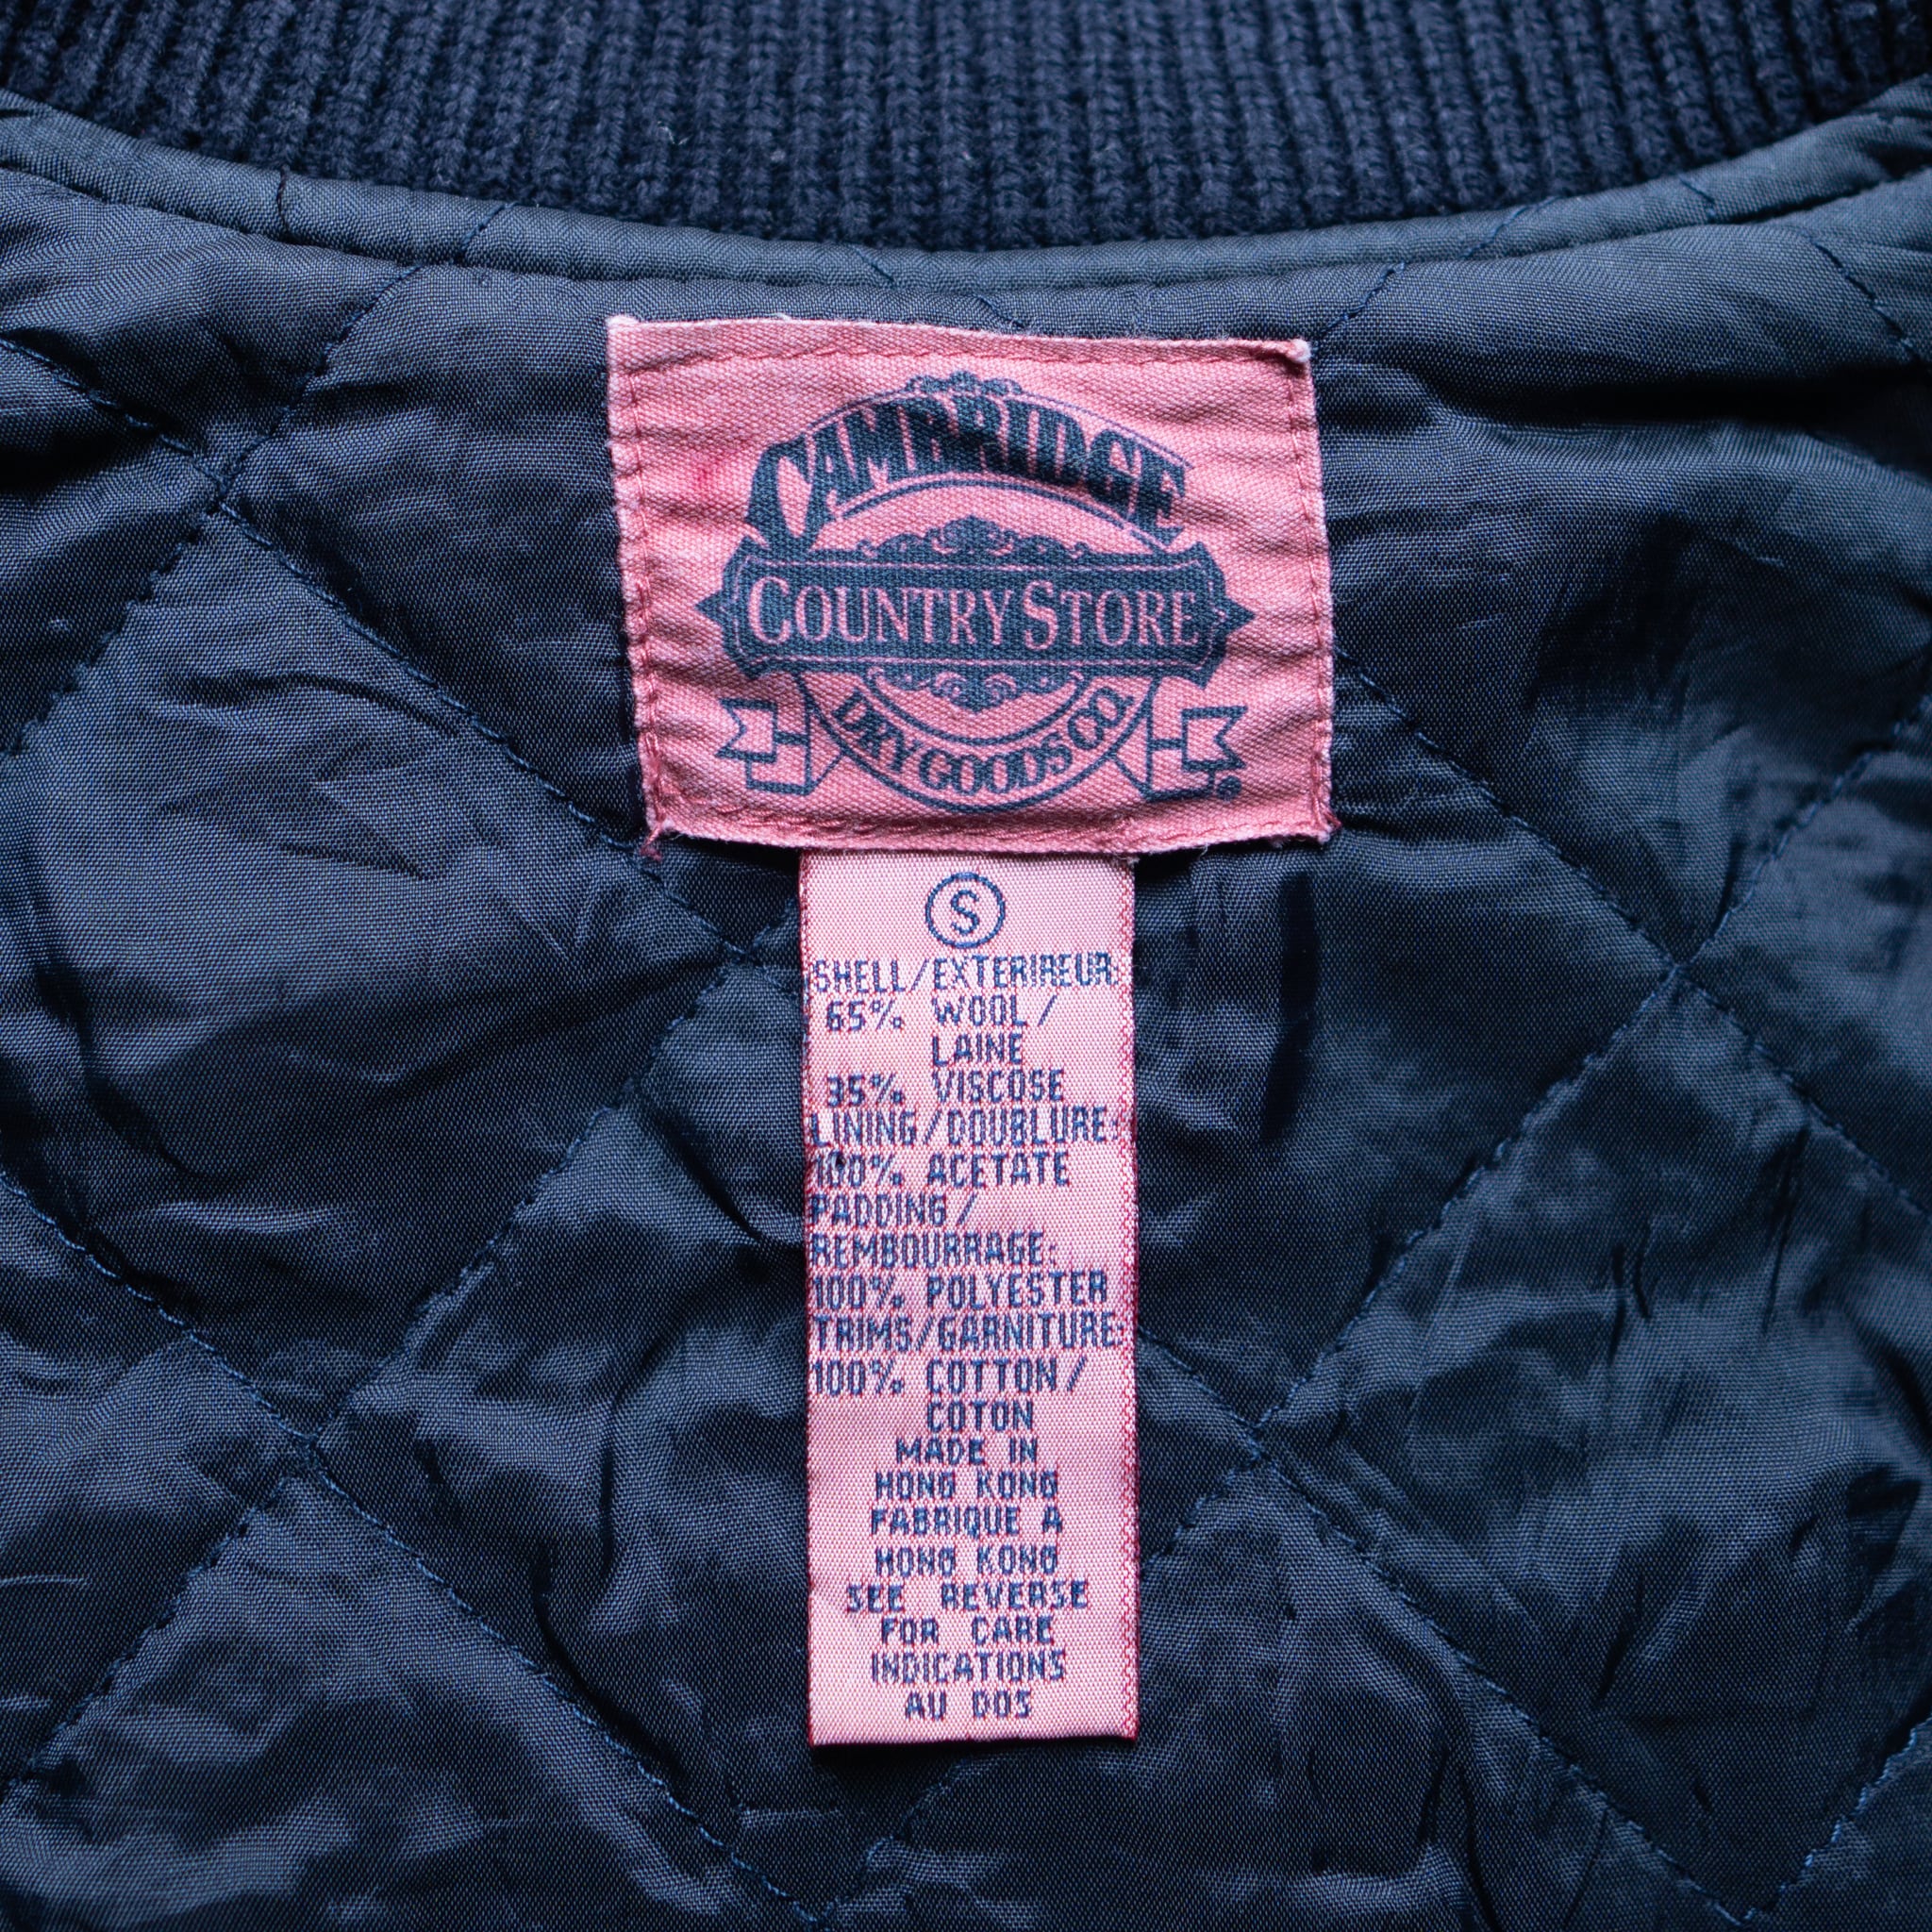 CAMBRIDGE
COUNTRY STORE
DRY GOODS CO.
S
SHELL/EXTERIREUR:
65% WOOL/
LAINE
35% VISCOSE
LINING/DOUBLURE:
100% ACETATE
PADDING/
REMBOURRAGE:
100% POLYESTER
TRIMS/GARNITURE:
100% COTTON/
COTON
MADE IN
HONG KONG
FABRIQUE A
HONG KONG
SEE REVERSE
FOR CARE
INDICATIONS
AU DOS